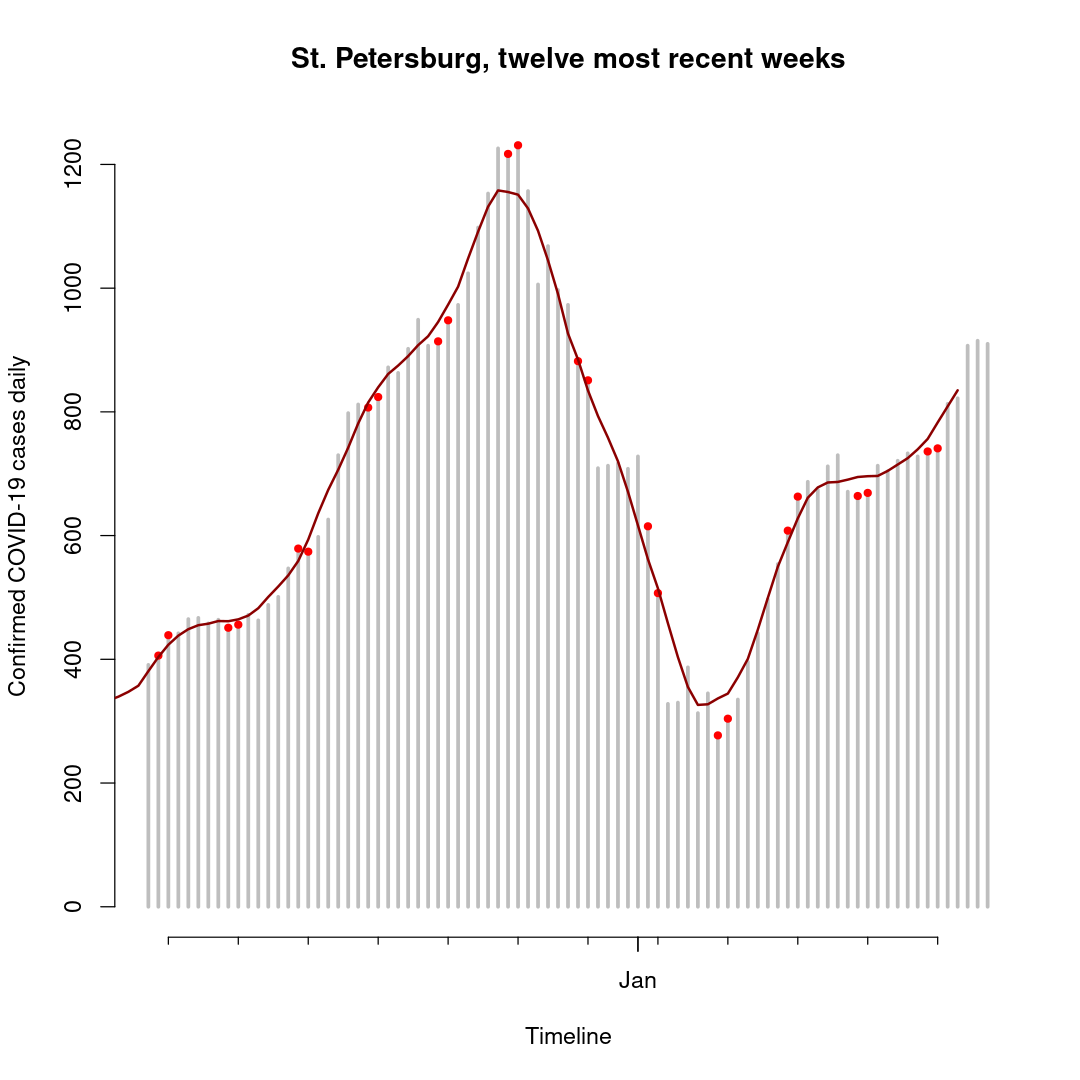 St. Petersburg, twelve most recent weeks
Confirmed COVID-19 cases daily
1200
1000
800
600
400
200
0
Jan
Timeline